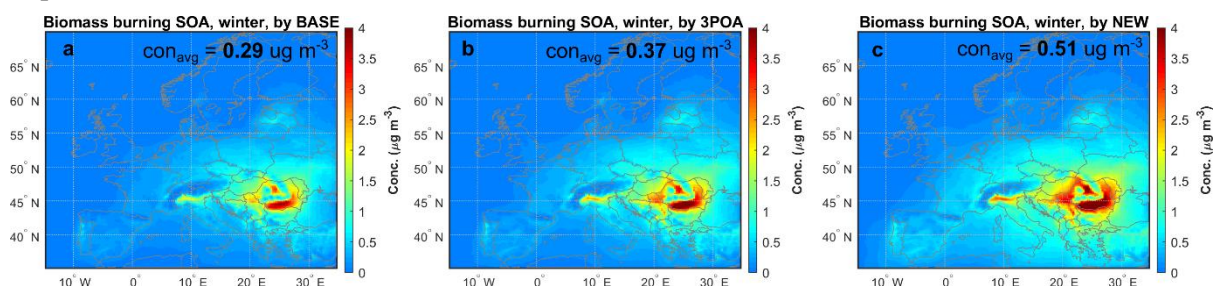 Biomass burning SOA, winter, by BASE
a
con_avg = 0.29 ug m⁻³
65° N
60° N
55° N
50° N
45° N
40° N
10° W
0°
10° E
20° E
30° E
4
3.5
3
2.5
2
1.5
1
0.5
0
Conc. (μg m⁻³)
Biomass burning SOA, winter, by 3POA
b
con_avg = 0.37 ug m⁻³
65° N
60° N
55° N
50° N
45° N
40° N
10° W
0°
10° E
20° E
30° E
4
3.5
3
2.5
2
1.5
1
0.5
0
Conc. (μg m⁻³)
Biomass burning SOA, winter, by NEW
c
con_avg = 0.51 ug m⁻³
65° N
60° N
55° N
50° N
45° N
40° N
10° W
0°
10° E
20° E
30° E
4
3.5
3
2.5
2
1.5
1
0.5
0
Conc. (μg m⁻³)